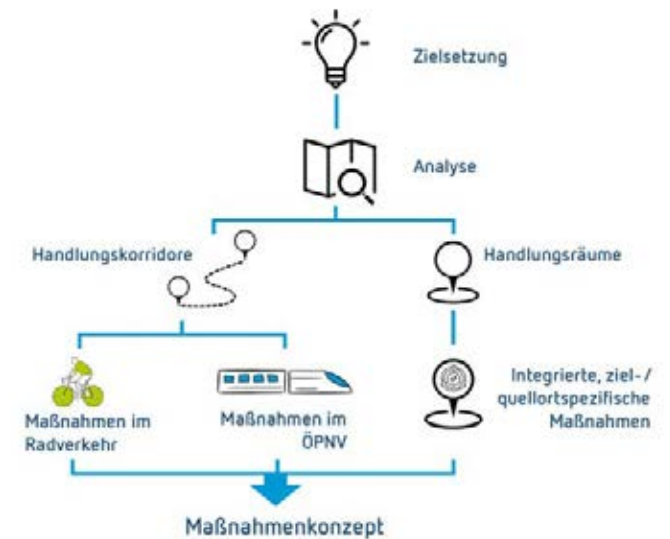 Zielsetzung
Analyse
Handlungskorridore
Handlungsräume
Maßnahmen im
Radverkehr
Maßnahmen im
ÖPNV
Integrierte, ziel-/
quellortspezifische
Maßnahmen
Maßnahmenkonzept